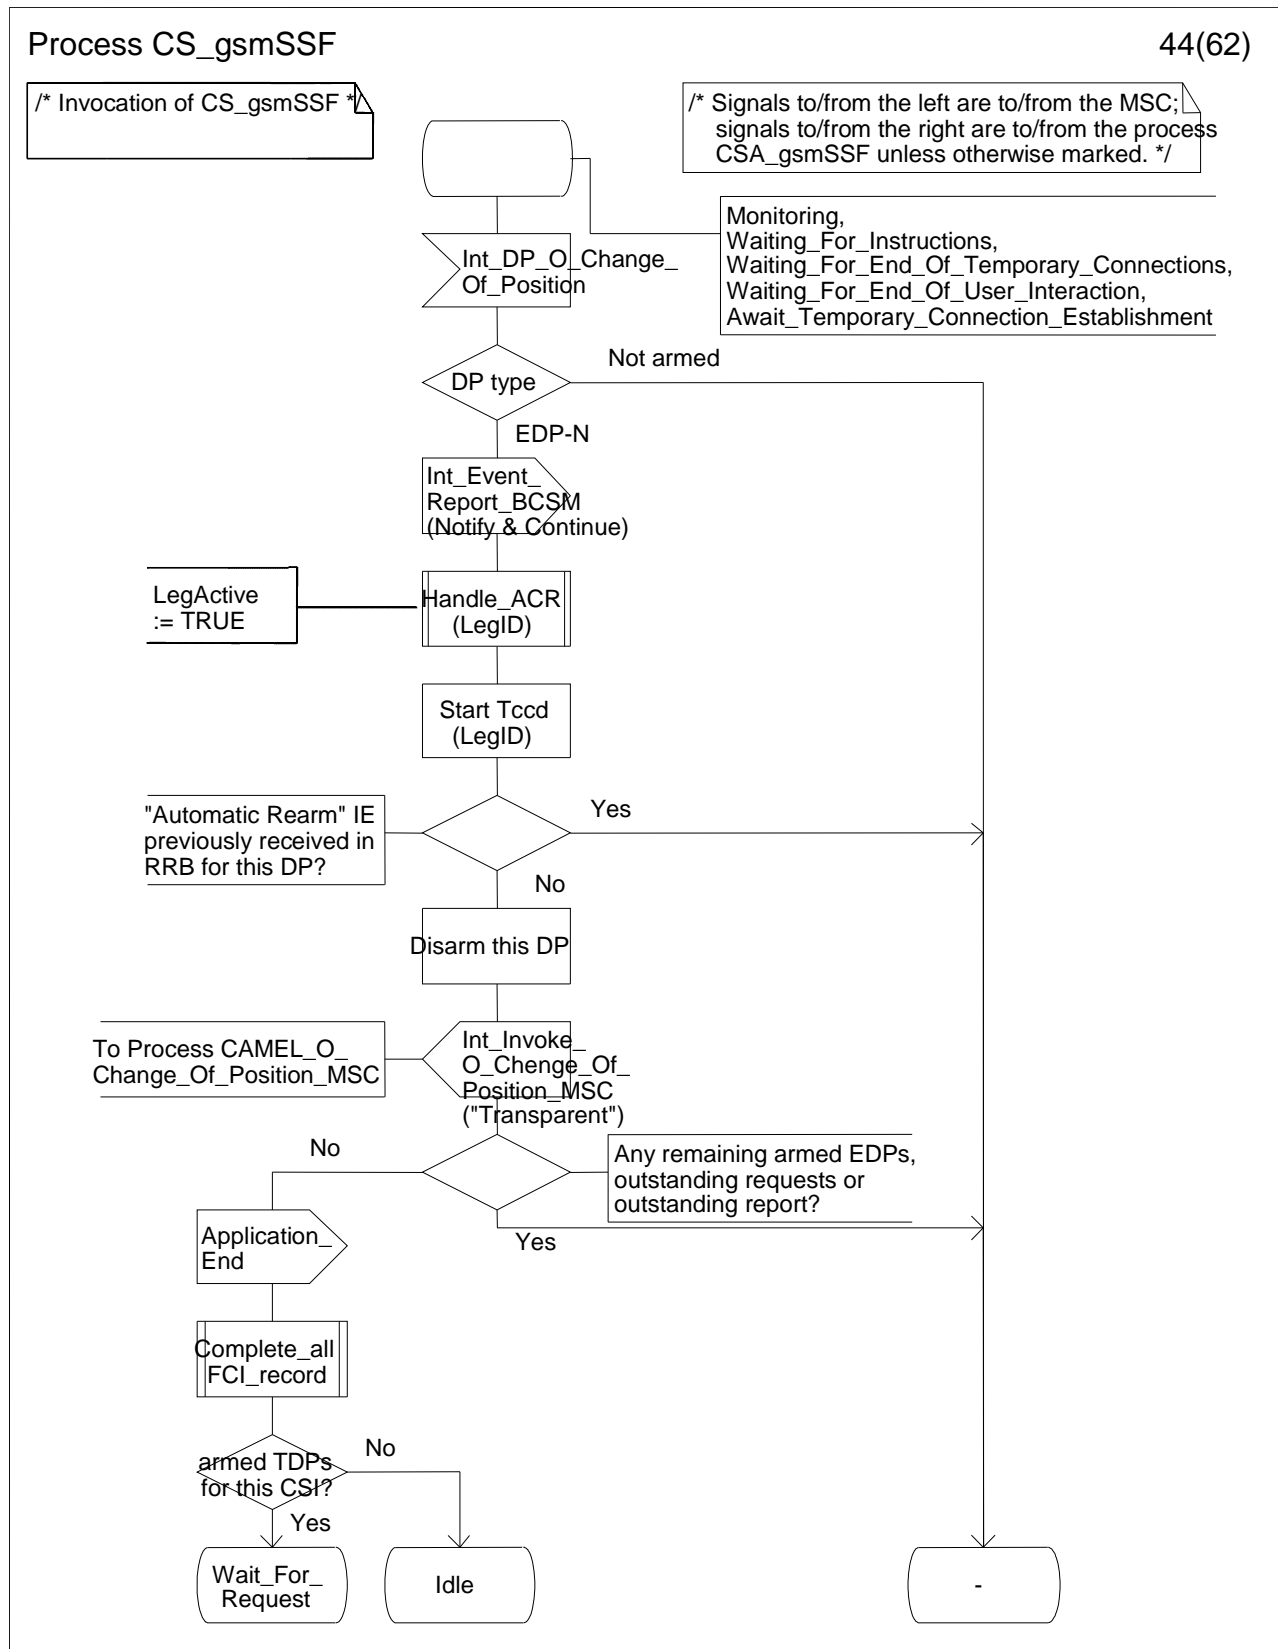 Process CS_gsmSSF
44(62)
/* Invocation of CS_gsmSSF */
/* Signals to/from the left are to/from the MSC;
signals to/from the right are to/from the process
CSA_gsmSSF unless otherwise marked. */
Monitoring,
Waiting_For_Instructions,
Waiting_For_End_Of_Temporary_Connections,
Waiting_For_End_Of_User_Interaction,
Await_Temporary_Connection_Establishment
Int_DP_O_Change_
Of_Position
DP type
Not armed
EDP-N
Int_Event_
Report_BCSM
(Notify & Continue)
LegActive
:= TRUE
Handle_ACR
(LegID)
Start Tccd
(LegID)
"Automatic Rearm" IE
previously received in
RRB for this DP?
Yes
No
Disarm this DP
To Process CAMEL_O_
Change_Of_Position_MSC
Int_Invoke_
O_Chenge_Of_
Position_MSC
("Transparent")
No
Any remaining armed EDPs,
outstanding requests or
outstanding report?
Yes
Application_
End
Complete_all
FCI_record
armed TDPs
for this CSI?
No
Yes
Wait_For_
Request
Idle
-